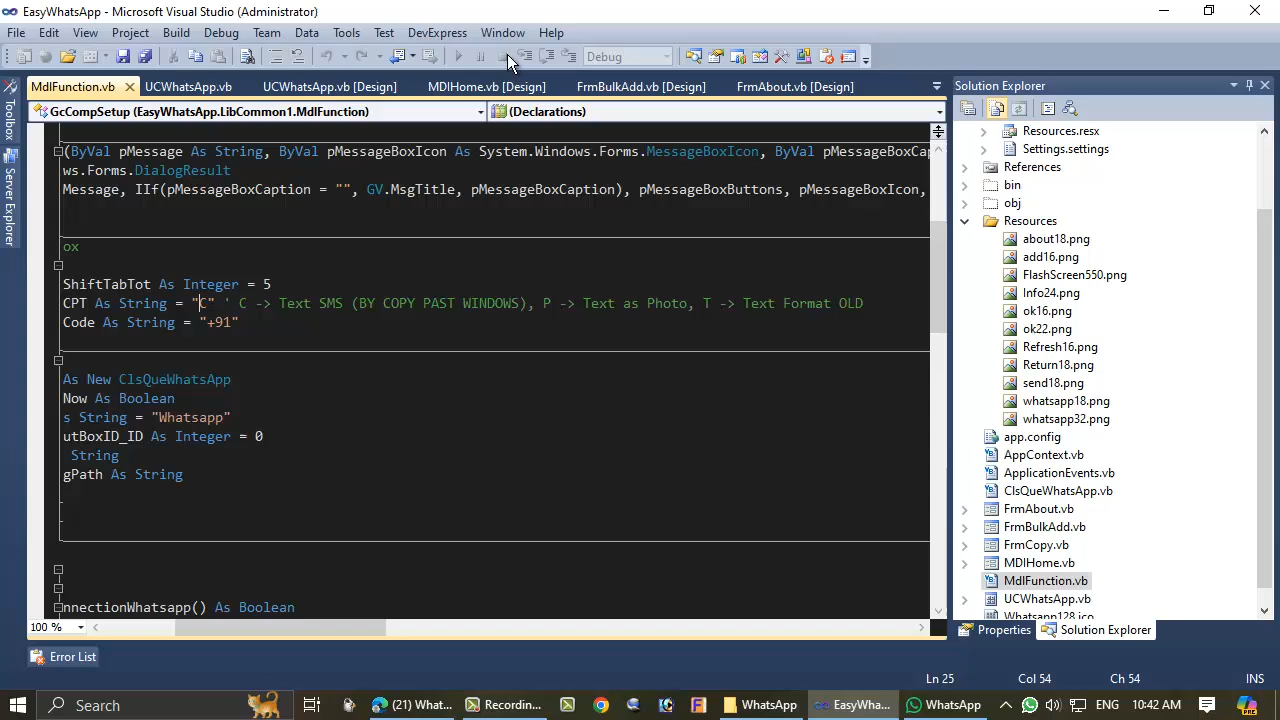 EasyWhatsApp - Microsoft Visual Studio (Administrator)
File Edit View Project Build Debug Team Data Tools Test DevExpress Window Help
Debug
MdlFunction.vb UCWhatsApp.vb UCWhatsApp.vb [Design] MDIHome.vb [Design] FrmBulkAdd.vb [Design] FrmAbout.vb [Design]
GcCompSetup (EasyWhatsApp.LibCommon1.MdlFunction) (Declarations)
Toolbox
Server Explorer
(ByVal pMessage As String, ByVal pMessageBoxIcon As System.Windows.Forms.MessageBoxIcon, ByVal pMessageBoxCap
ws.Forms.DialogResult
Message, IIf(pMessageBoxCaption = "", GV.MsgTitle, pMessageBoxCaption), pMessageBoxButtons, pMessageBoxIcon,
ox
ShiftTabTot As Integer = 5
CPT As String = "C" ' C -> Text SMS (BY COPY PAST WINDOWS), P -> Text as Photo, T -> Text Format OLD
Code As String = "+91"
As New ClsQueWhatsApp
Now As Boolean
s String = "Whatsapp"
utBoxID_ID As Integer = 0
String
gPath As String
nnectionWhatsapp() As Boolean
100 %
Solution Explorer
Resources.resx
Settings.settings
References
bin
obj
Resources
about18.png
add16.png
FlashScreen550.png
Info24.png
ok16.png
ok22.png
Refresh16.png
Return18.png
send18.png
whatsapp18.png
whatsapp32.png
app.config
AppContext.vb
ApplicationEvents.vb
ClsQueWhatsApp.vb
FrmAbout.vb
FrmBulkAdd.vb
FrmCopy.vb
MDIHome.vb
MdlFunction.vb
UCWhatsApp.vb
Whatsapp128.ico
Properties Solution Explorer
Error List
Ln 25 Col 54 Ch 54 INS
Search (21) What... Recordin... WhatsApp EasyWha... WhatsApp ENG 10:42 AM